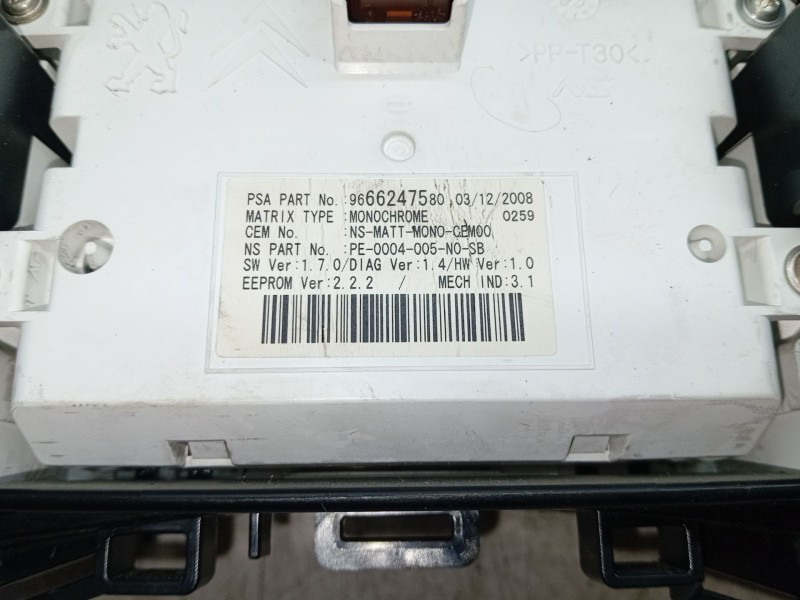 >PP-T30<
PSA PART No.:9666247580 03/12/2008
MATRIX TYPE :MONOCHROME 0259
CEM No. :NS-MATT-MONO-CEM00
NS PART No. :PE-0004-005-N0-SB
SW Ver:1.7.0/DIAG Ver:1.4/HW Ver:1.0
EEPROM Ver:2.2.2 / MECH IND:3.1